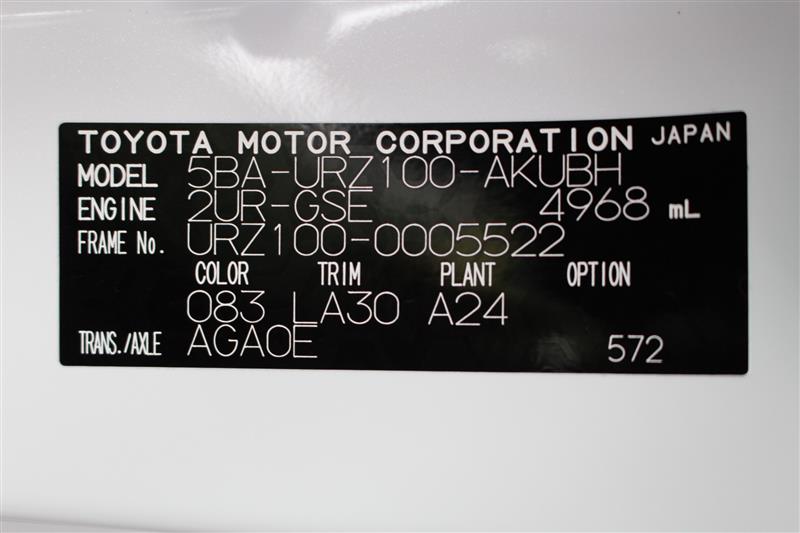 TOYOTA MOTOR CORPORATION JAPAN
MODEL 5BA-URZ100-AKUBH
ENGINE 2UR-GSE 4968 mL
FRAME No. URZ100-0005522
COLOR TRIM PLANT OPTION
083 LA30 A24
TRANS./AXLE AGA0E 572